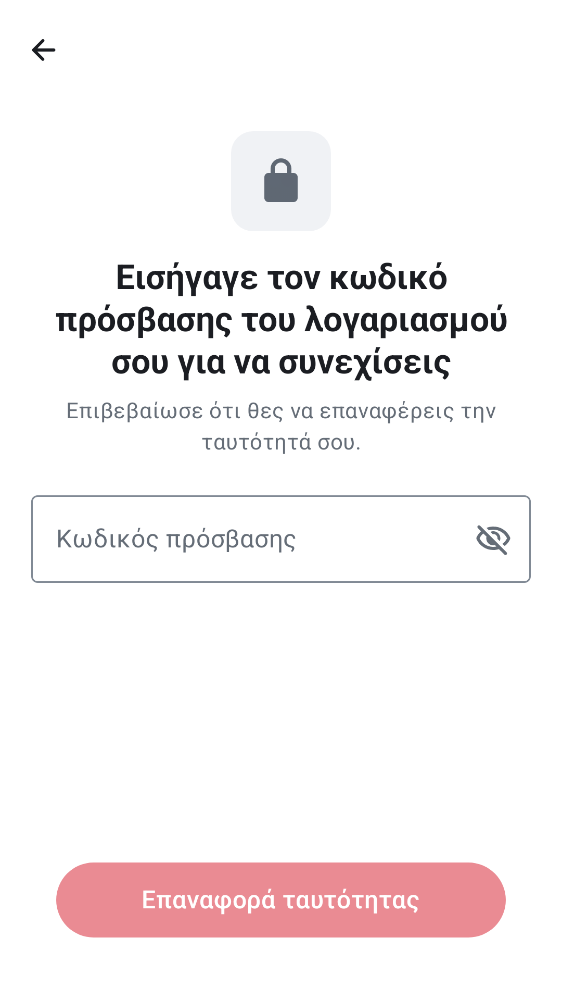 Εισήγαγε τον κωδικό
πρόσβασης του λογαριασμού
σου για να συνεχίσεις
Επιβεβαίωσε ότι θες να επαναφέρεις την
ταυτότητά σου.
Κωδικός πρόσβασης
Επαναφορά ταυτότητας